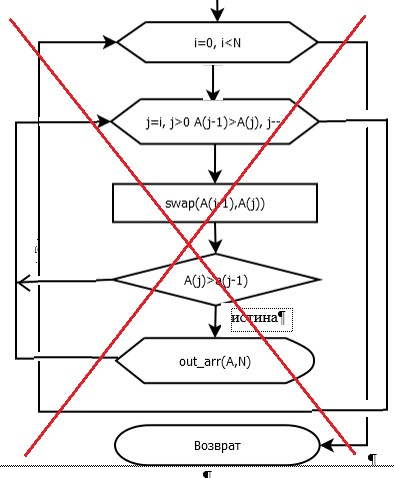 i=0, i<N
j=i, j>0 A(j-1)>A(j), j--
swap(A(j-1),A(j))
A(j)>a(j-1)
истина¶
out_arr(A,N)
Возврат
¶
¶